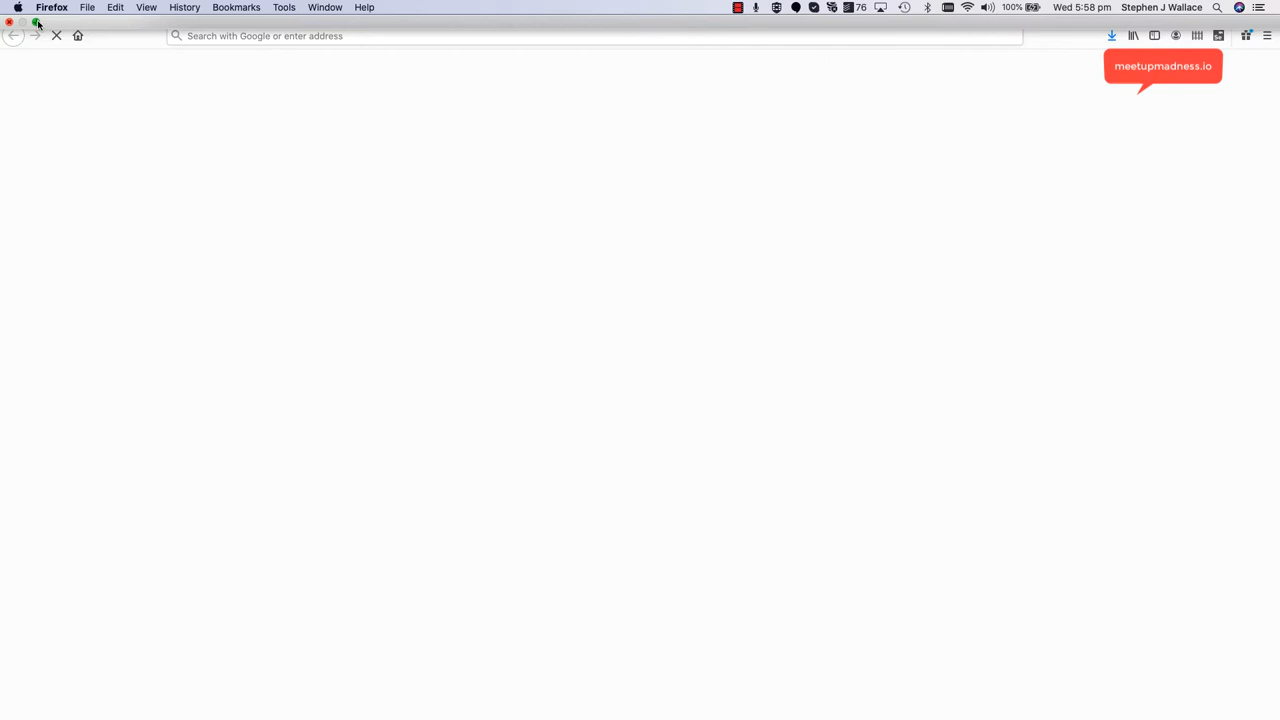 Firefox File Edit View History Bookmarks Tools Window Help 76 100% Wed 5:58 pm Stephen J Wallace
Search with Google or enter address
meetupmadness.io